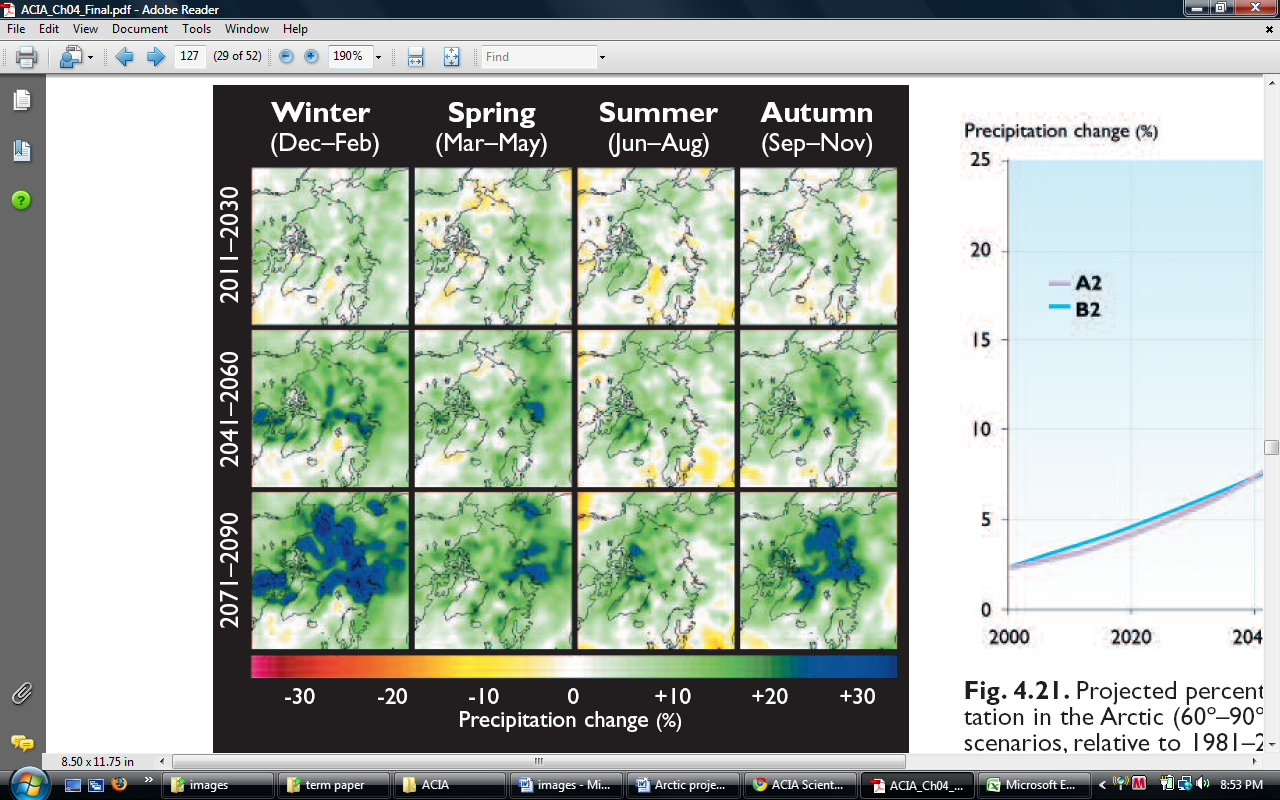 ACIA_Ch04_Final.pdf - Adobe Reader
File Edit View Document Tools Window Help
127 (29 of 52) 190% Find
Winter Spring Summer Autumn
(Dec–Feb) (Mar–May) (Jun–Aug) (Sep–Nov)
2011–2030
2041–2060
2071–2090
-30 -20 -10 0 +10 +20 +30
Precipitation change (%)
Precipitation change (%)
25
20
A2
B2
15
10
5
0
2000 2020 204
Fig. 4.21. Projected percent
tation in the Arctic (60º–90º
scenarios, relative to 1981–2
8.50 x 11.75 in
images term paper ACIA images - Mi... Arctic proje... ACIA Scient... ACIA_Ch04_... Microsoft E... 8:53 PM